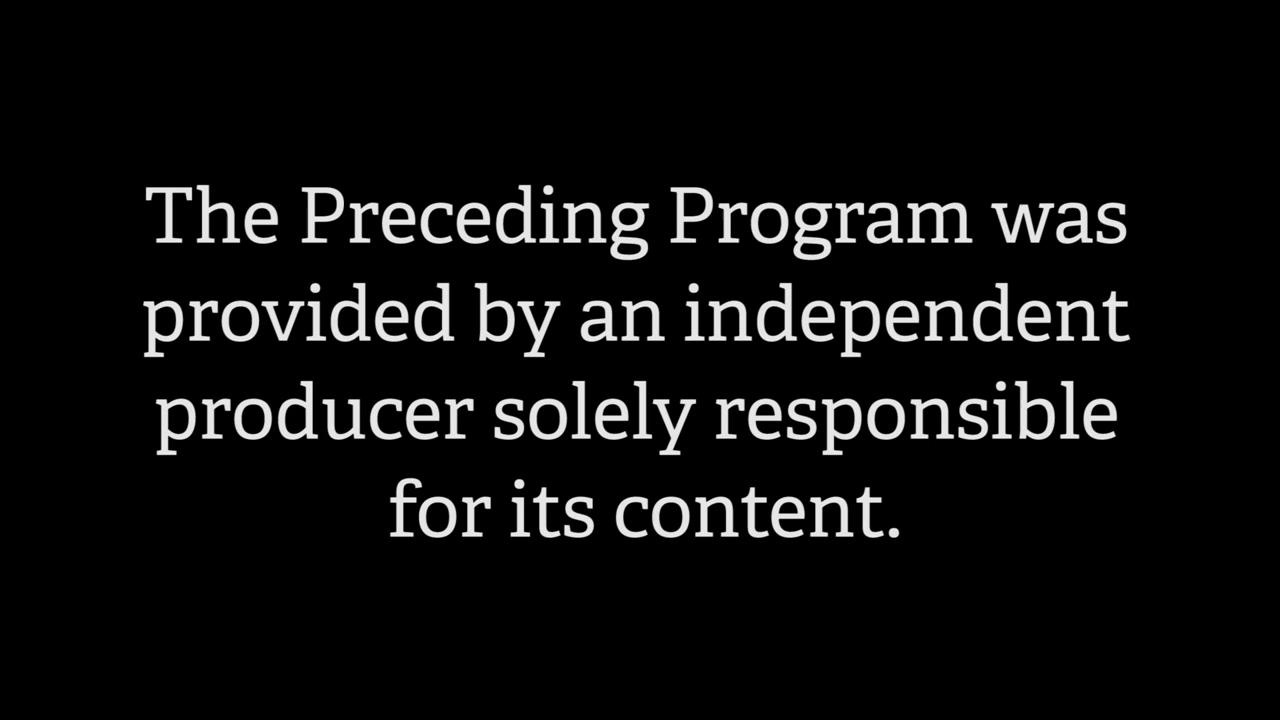 The Preceding Program was
provided by an independent
producer solely responsible
for its content.